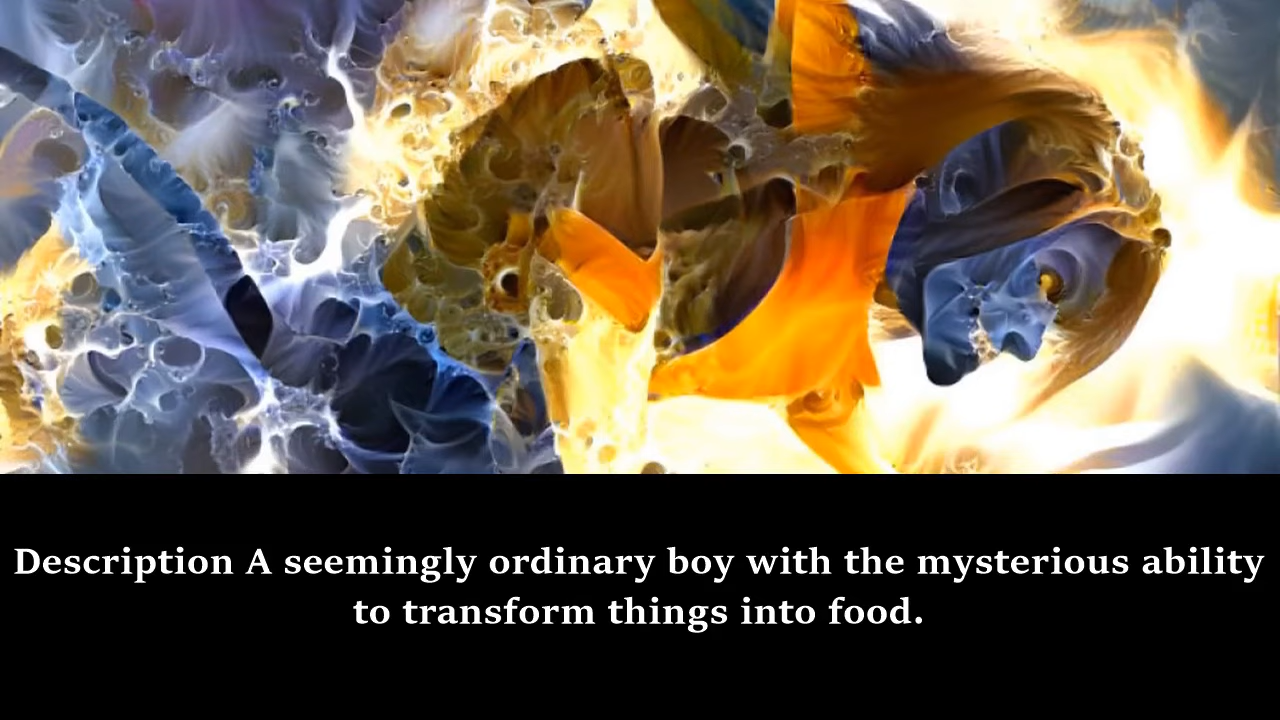 Description A seemingly ordinary boy with the mysterious ability
to transform things into food.